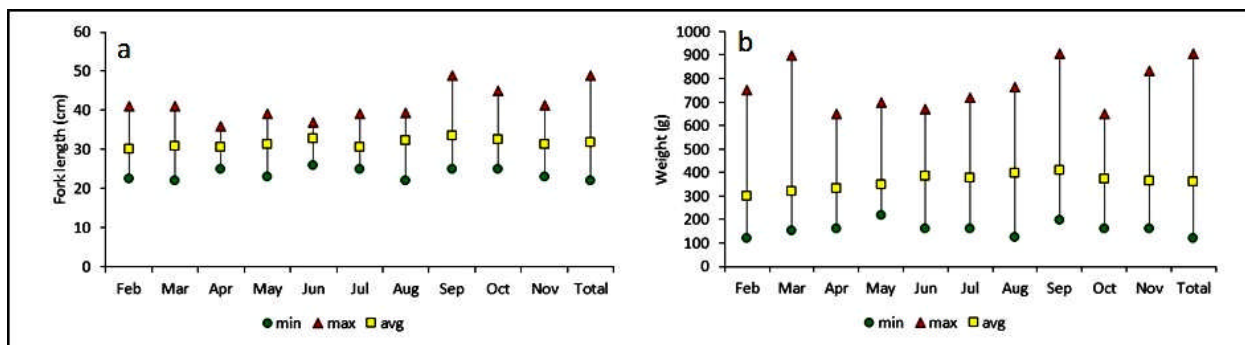 a
60
50
40
30
20
10
0
Fork length (cm)
Feb Mar Apr May Jun Jul Aug Sep Oct Nov Total
min max avg
b
1000
900
800
700
600
500
400
300
200
100
0
Weight (g)
Feb Mar Apr May Jun Jul Aug Sep Oct Nov Total
min max avg